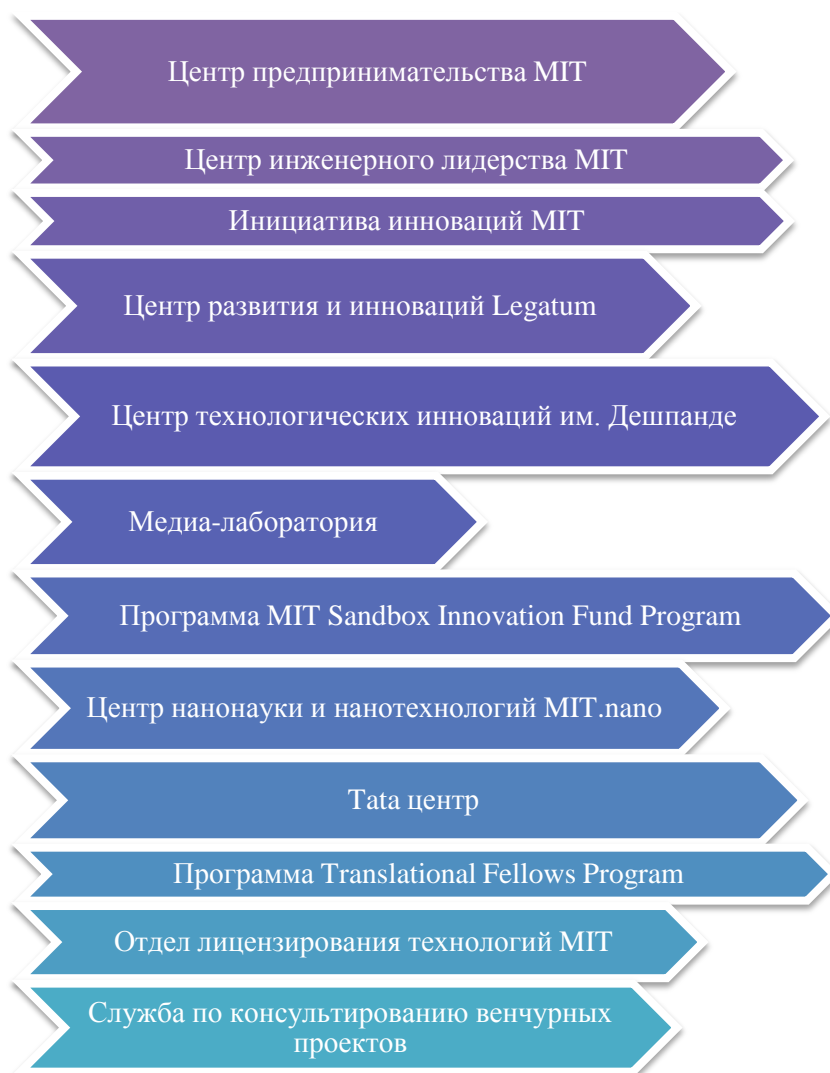 Центр предпринимательства MIT
Центр инженерного лидерства MIT
Инициатива инноваций MIT
Центр развития и инноваций Legatum
Центр технологических инноваций им. Дешпанде
Медиа-лаборатория
Программа MIT Sandbox Innovation Fund Program
Центр нанонауки и нанотехнологий MIT.nano
Tata центр
Программа Translational Fellows Program
Отдел лицензирования технологий MIT
Служба по консультированию венчурных
проектов